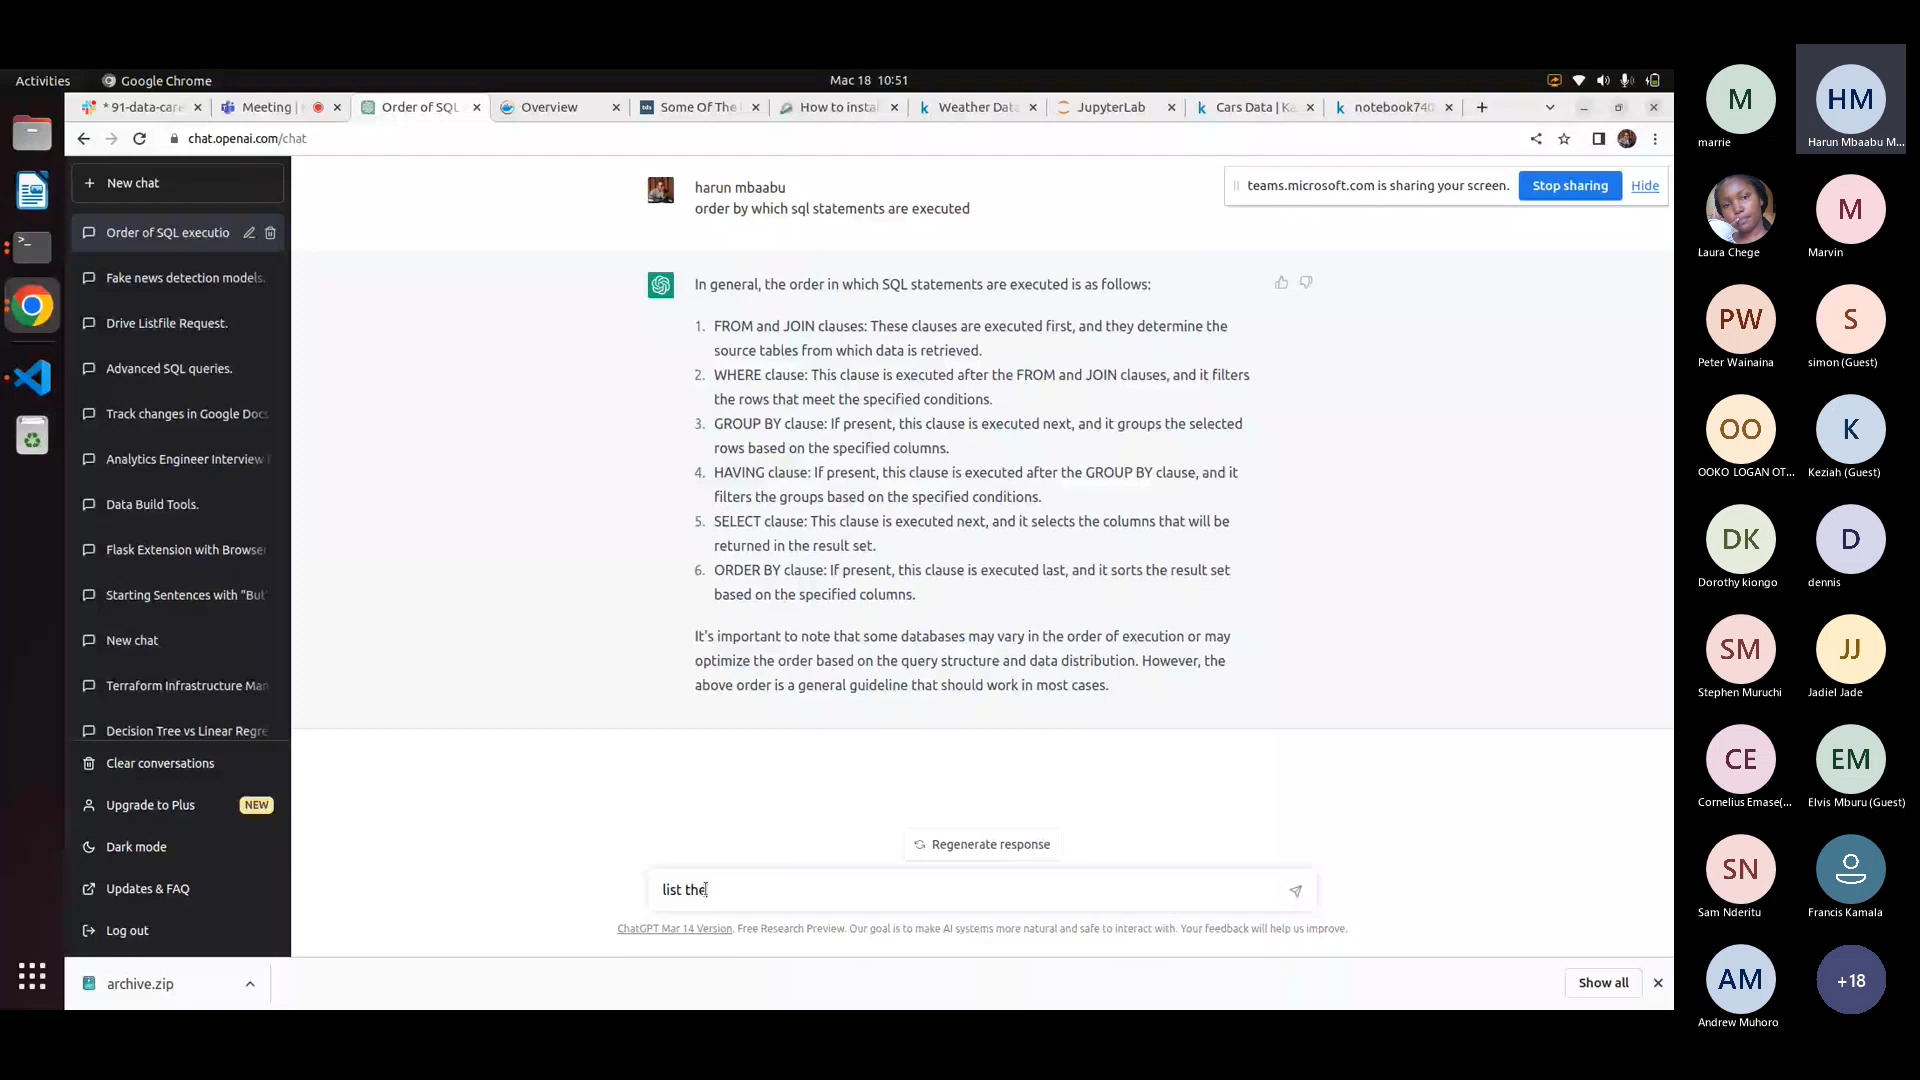 Activities
Google Chrome
Mac 18 10:51
* 91-data-care
Meeting |
Order of SQL
Overview
tds
Some Of The
How to insta
Weather Data
JupyterLab
Cars Data | Ka
notebook740
chat.openai.com/chat
New chat
Order of SQL executio
Fake news detection models.
Drive Listfile Request.
Advanced SQL queries.
Track changes in Google Docs
Analytics Engineer Interview
Data Build Tools.
Flask Extension with Browser
Starting Sentences with "But"
New chat
Terraform Infrastructure Man
Decision Tree vs Linear Regre
Clear conversations
Upgrade to Plus
NEW
Dark mode
Updates & FAQ
Log out
harun mbaabu
order by which sql statements are executed
teams.microsoft.com is sharing your screen.
Stop sharing
Hide
In general, the order in which SQL statements are executed is as follows:
1. FROM and JOIN clauses: These clauses are executed first, and they determine the
source tables from which data is retrieved.
2. WHERE clause: This clause is executed after the FROM and JOIN clauses, and it filters
the rows that meet the specified conditions.
3. GROUP BY clause: If present, this clause is executed next, and it groups the selected
rows based on the specified columns.
4. HAVING clause: If present, this clause is executed after the GROUP BY clause, and it
filters the groups based on the specified conditions.
5. SELECT clause: This clause is executed next, and it selects the columns that will be
returned in the result set.
6. ORDER BY clause: If present, this clause is executed last, and it sorts the result set
based on the specified columns.
It's important to note that some databases may vary in the order of execution or may
optimize the order based on the query structure and data distribution. However, the
above order is a general guideline that should work in most cases.
Regenerate response
list the
ChatGPT Mar 14 Version. Free Research Preview. Our goal is to make AI systems more natural and safe to interact with. Your feedback will help us improve.
archive.zip
Show all
M
marrie
HM
Harun Mbaabu M...
Laura Chege
M
Marvin
PW
Peter Wainaina
S
simon (Guest)
OO
OOKO LOGAN OT...
K
Keziah (Guest)
DK
Dorothy kiongo
D
dennis
SM
Stephen Muruchi
JJ
Jadiel Jade
CE
Cornelius Emase(...
EM
Elvis Mburu (Guest)
SN
Sam Nderitu
Francis Kamala
AM
Andrew Muhoro
+18